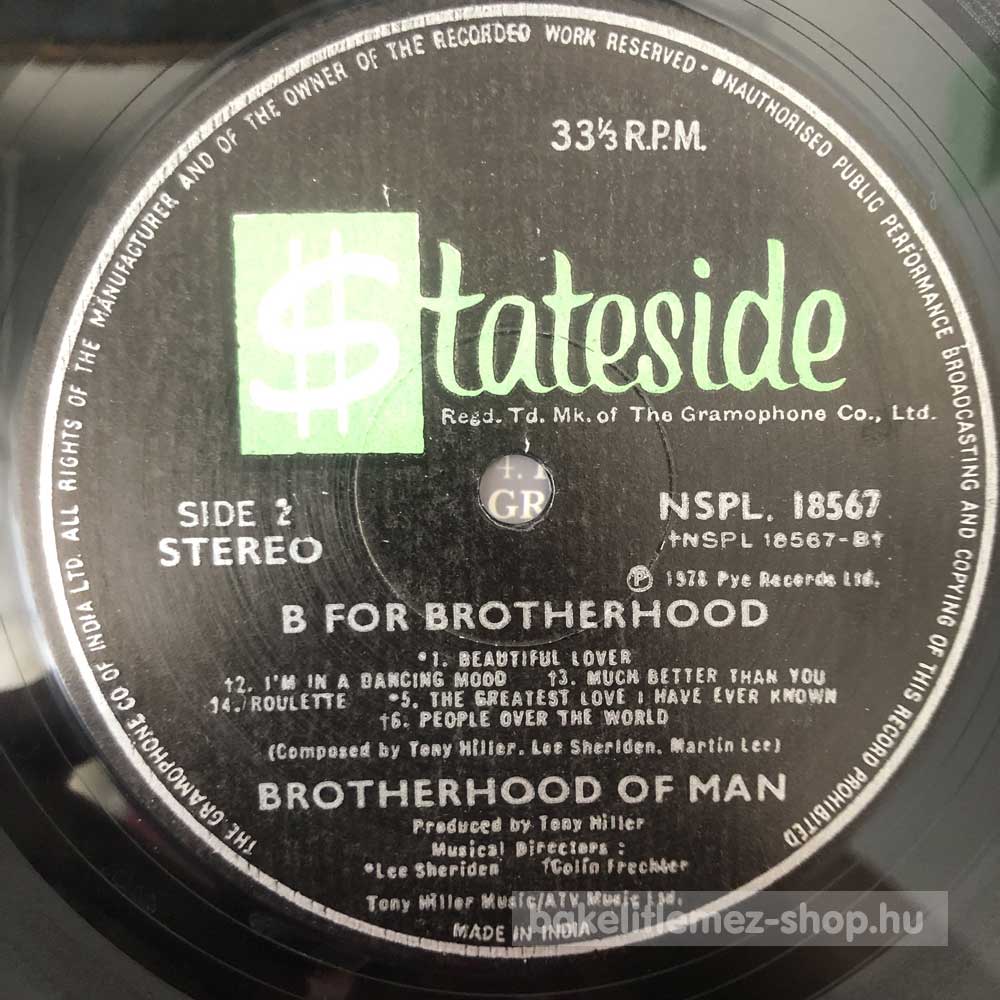 THE GRAMOPHONE CO OF INDIA LTD. ALL RIGHTS OF THE MANUFACTURER AND OF THE OWNER OF THE RECORDED WORK RESERVED • UNAUTHORISED PUBLIC PERFORMANCE BROADCASTING AND COPYING OF THIS RECORD PROHIBITED
33⅓ R.P.M.
$tateside
Regd. Td. Mk. of The Gramophone Co., Ltd.
4.
GR
SIDE 2
STEREO
NSPL. 18567
†NSPL 18567-B†
℗ 1978 Pye Records Ltd.
B FOR BROTHERHOOD
*1. BEAUTIFUL LOVER
†2. I'M IN A DANCING MOOD †3. MUCH BETTER THAN YOU
†4. ROULETTE *5. THE GREATEST LOVE I HAVE EVER KNOWN
†6. PEOPLE OVER THE WORLD
(Composed by Tony Hiller. Lee Sheriden. Martin Lee)
BROTHERHOOD OF MAN
Produced by Tony Hiller
Musical Directors :
*Lee Sheriden †Colin Frechter
Tony Hiller Music/ATV Music Ltd.
MADE IN INDIA
bakelitlemez-shop.hu